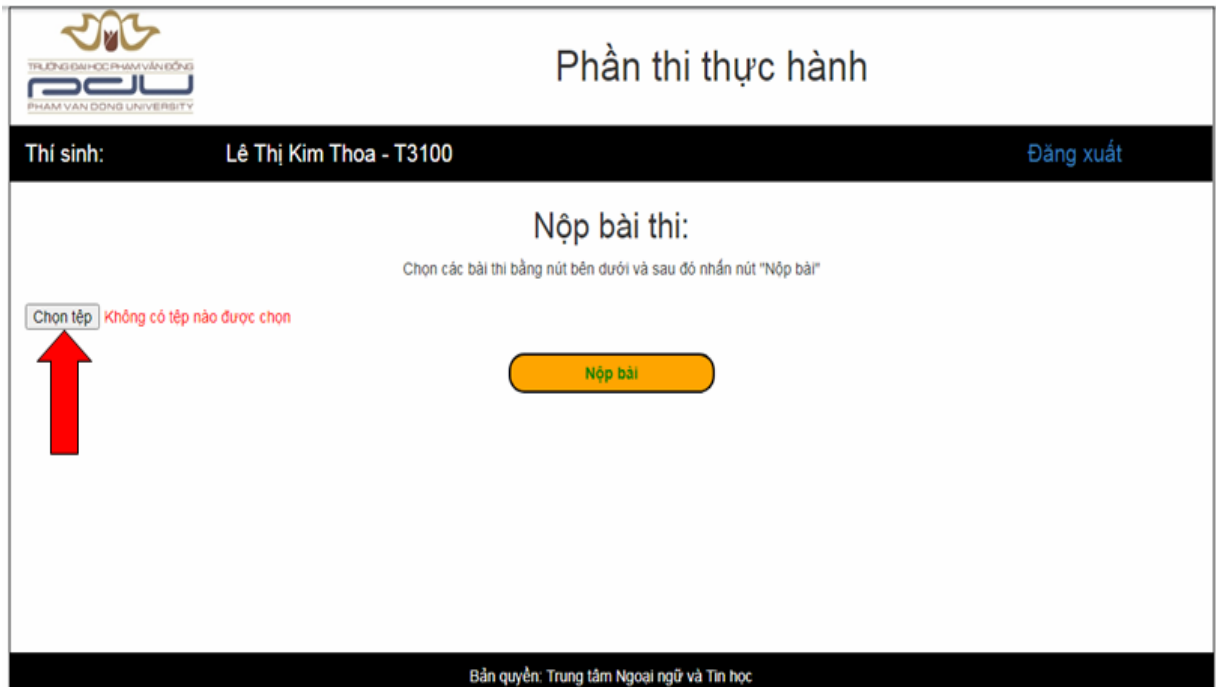 TRƯỜNG ĐẠI HỌC PHẠM VĂN ĐỒNG
PDU
PHAM VAN DONG UNIVERSITY
Phần thi thực hành
Thí sinh: Lê Thị Kim Thoa - T3100 Đăng xuất
Nộp bài thi:
Chọn các bài thi bằng nút bên dưới và sau đó nhấn nút "Nộp bài"
Chọn tệp Không có tệp nào được chọn
Nộp bài
Bản quyền: Trung tâm Ngoại ngữ và Tin học